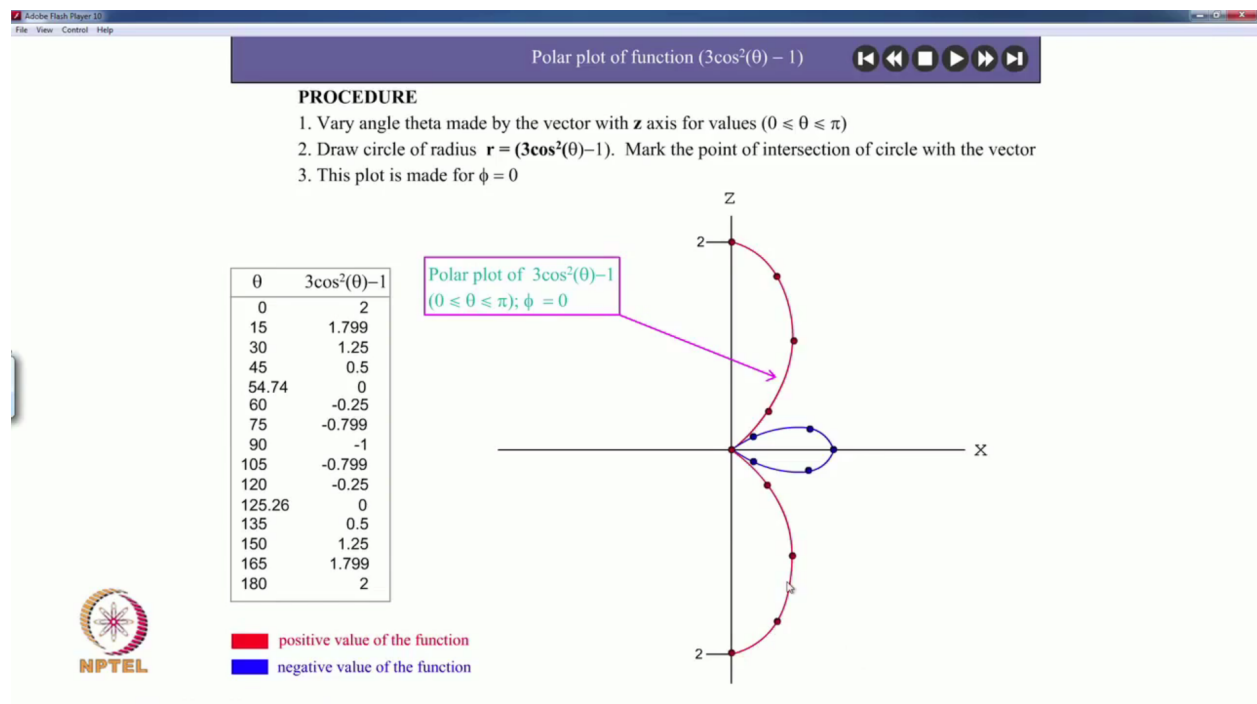 Adobe Flash Player 10
File View Control Help
Polar plot of function (3cos²(θ) – 1)
PROCEDURE
1. Vary angle theta made by the vector with z axis for values (0 ⩽ θ ⩽ π)
2. Draw circle of radius r = (3cos²(θ)–1). Mark the point of intersection of circle with the vector
3. This plot is made for ϕ = 0
Z
2
Polar plot of 3cos²(θ)–1
(0 ⩽ θ ⩽ π); ϕ = 0
θ 3cos²(θ)–1
0 2
15 1.799
30 1.25
45 0.5
54.74 0
60 -0.25
75 -0.799
90 -1
105 -0.799
120 -0.25
125.26 0
135 0.5
150 1.25
165 1.799
180 2
X
2
positive value of the function
negative value of the function
NPTEL